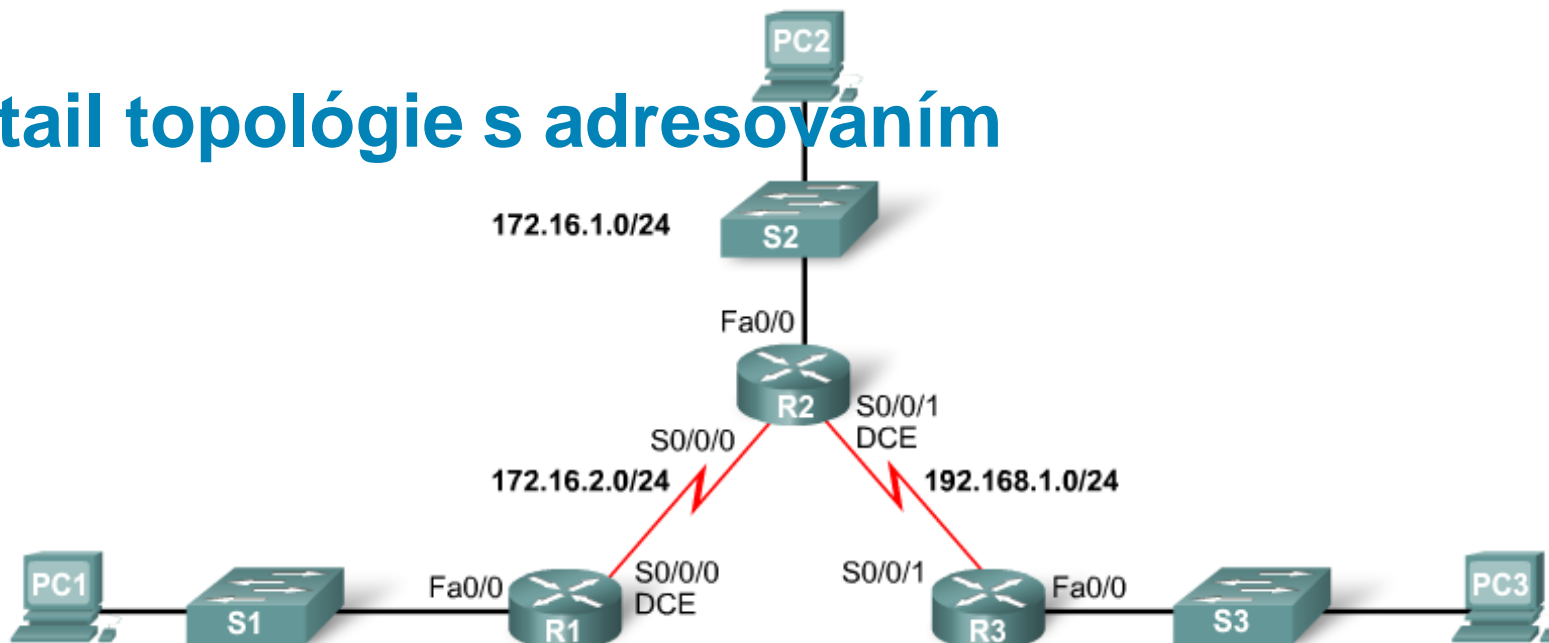 PC2
tail topológie s adresovaním
172.16.1.0/24
S2
Fa0/0
R2
S0/0/1
DCE
S0/0/0
172.16.2.0/24
192.168.1.0/24
PC1
S1
Fa0/0
R1
S0/0/0
DCE
S0/0/1
R3
Fa0/0
S3
PC3